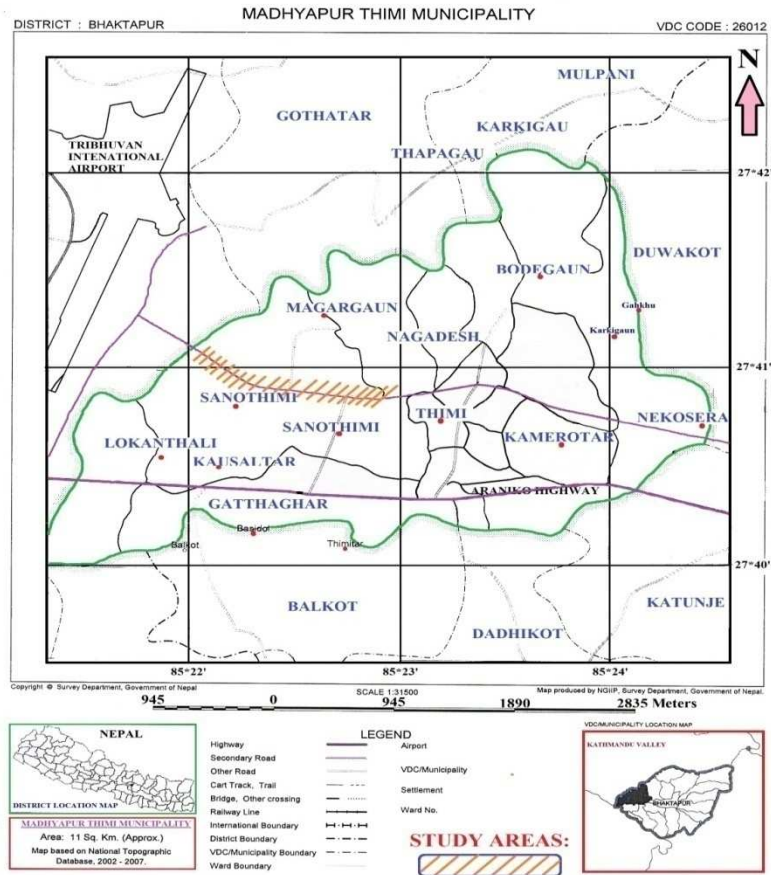 MADHYAPUR THIMI MUNICIPALITY
DISTRICT : BHAKTAPUR
VDC CODE : 26012
N
MULPANI
GOTHATAR
KARKIGAU
TRIBHUVAN
INTENATIONAL
AIRPORT
THAPAGAU
27°42'
DUWAKOT
BODEGAUN
MAGARGAUN
Gahkhu
NAGADESH
Karkigaun
27°41'
SANOTHIMI
THIMI
NEKOSERA
SANOTHIMI
LOKANTHALI
KAMEROTAR
KAUSALTAR
ARANIKO HIGHWAY
GATTHAGHAR
Balkot
Thimitar
27°40'
BALKOT
KATUNJE
DADHIKOT
85°22'
85°23'
85°24'
Copyright @ Survey Department, Government of Nepal
SCALE 1:31500
Map produced by NGIIP, Survey Department, Government of Nepal.
945 0 945 1890 2835 Meters
NEPAL
DISTRICT LOCATION MAP
MADHYAPUR THIMI MUNICIPALITY
Area: 11 Sq. Km. (Approx.)
Map based on National Topographic
Database, 2002 - 2007.
LEGEND
Highway
Secondary Road
Other Road
Cart Track, Trail
Bridge, Other crossing
Railway Line
International Boundary
District Boundary
VDC/Municipality Boundary
Ward Boundary
Airport
VDC/Municipality
Settlement
Ward No.
STUDY AREAS:
VDC/MUNICIPALITY LOCATION MAP
KATHMANDU VALLEY
BHAKTAPUR